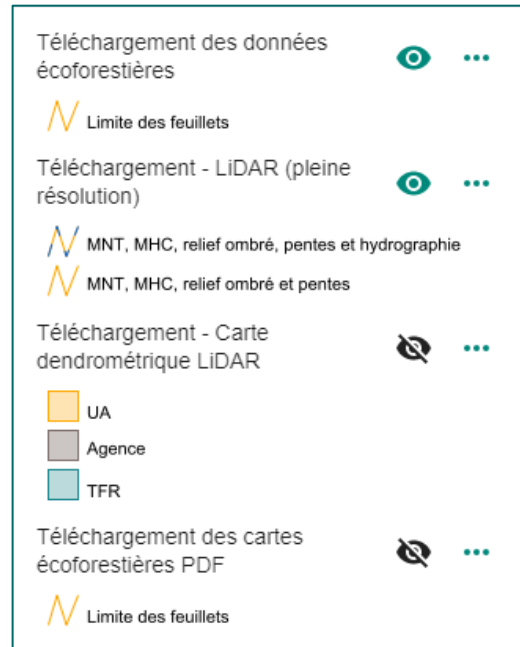 Téléchargement des données
écoforestières
Limite des feuillets
Téléchargement - LiDAR (pleine
résolution)
MNT, MHC, relief ombré, pentes et hydrographie
MNT, MHC, relief ombré et pentes
Téléchargement - Carte
dendrométrique LiDAR
UA
Agence
TFR
Téléchargement des cartes
écoforestières PDF
Limite des feuillets